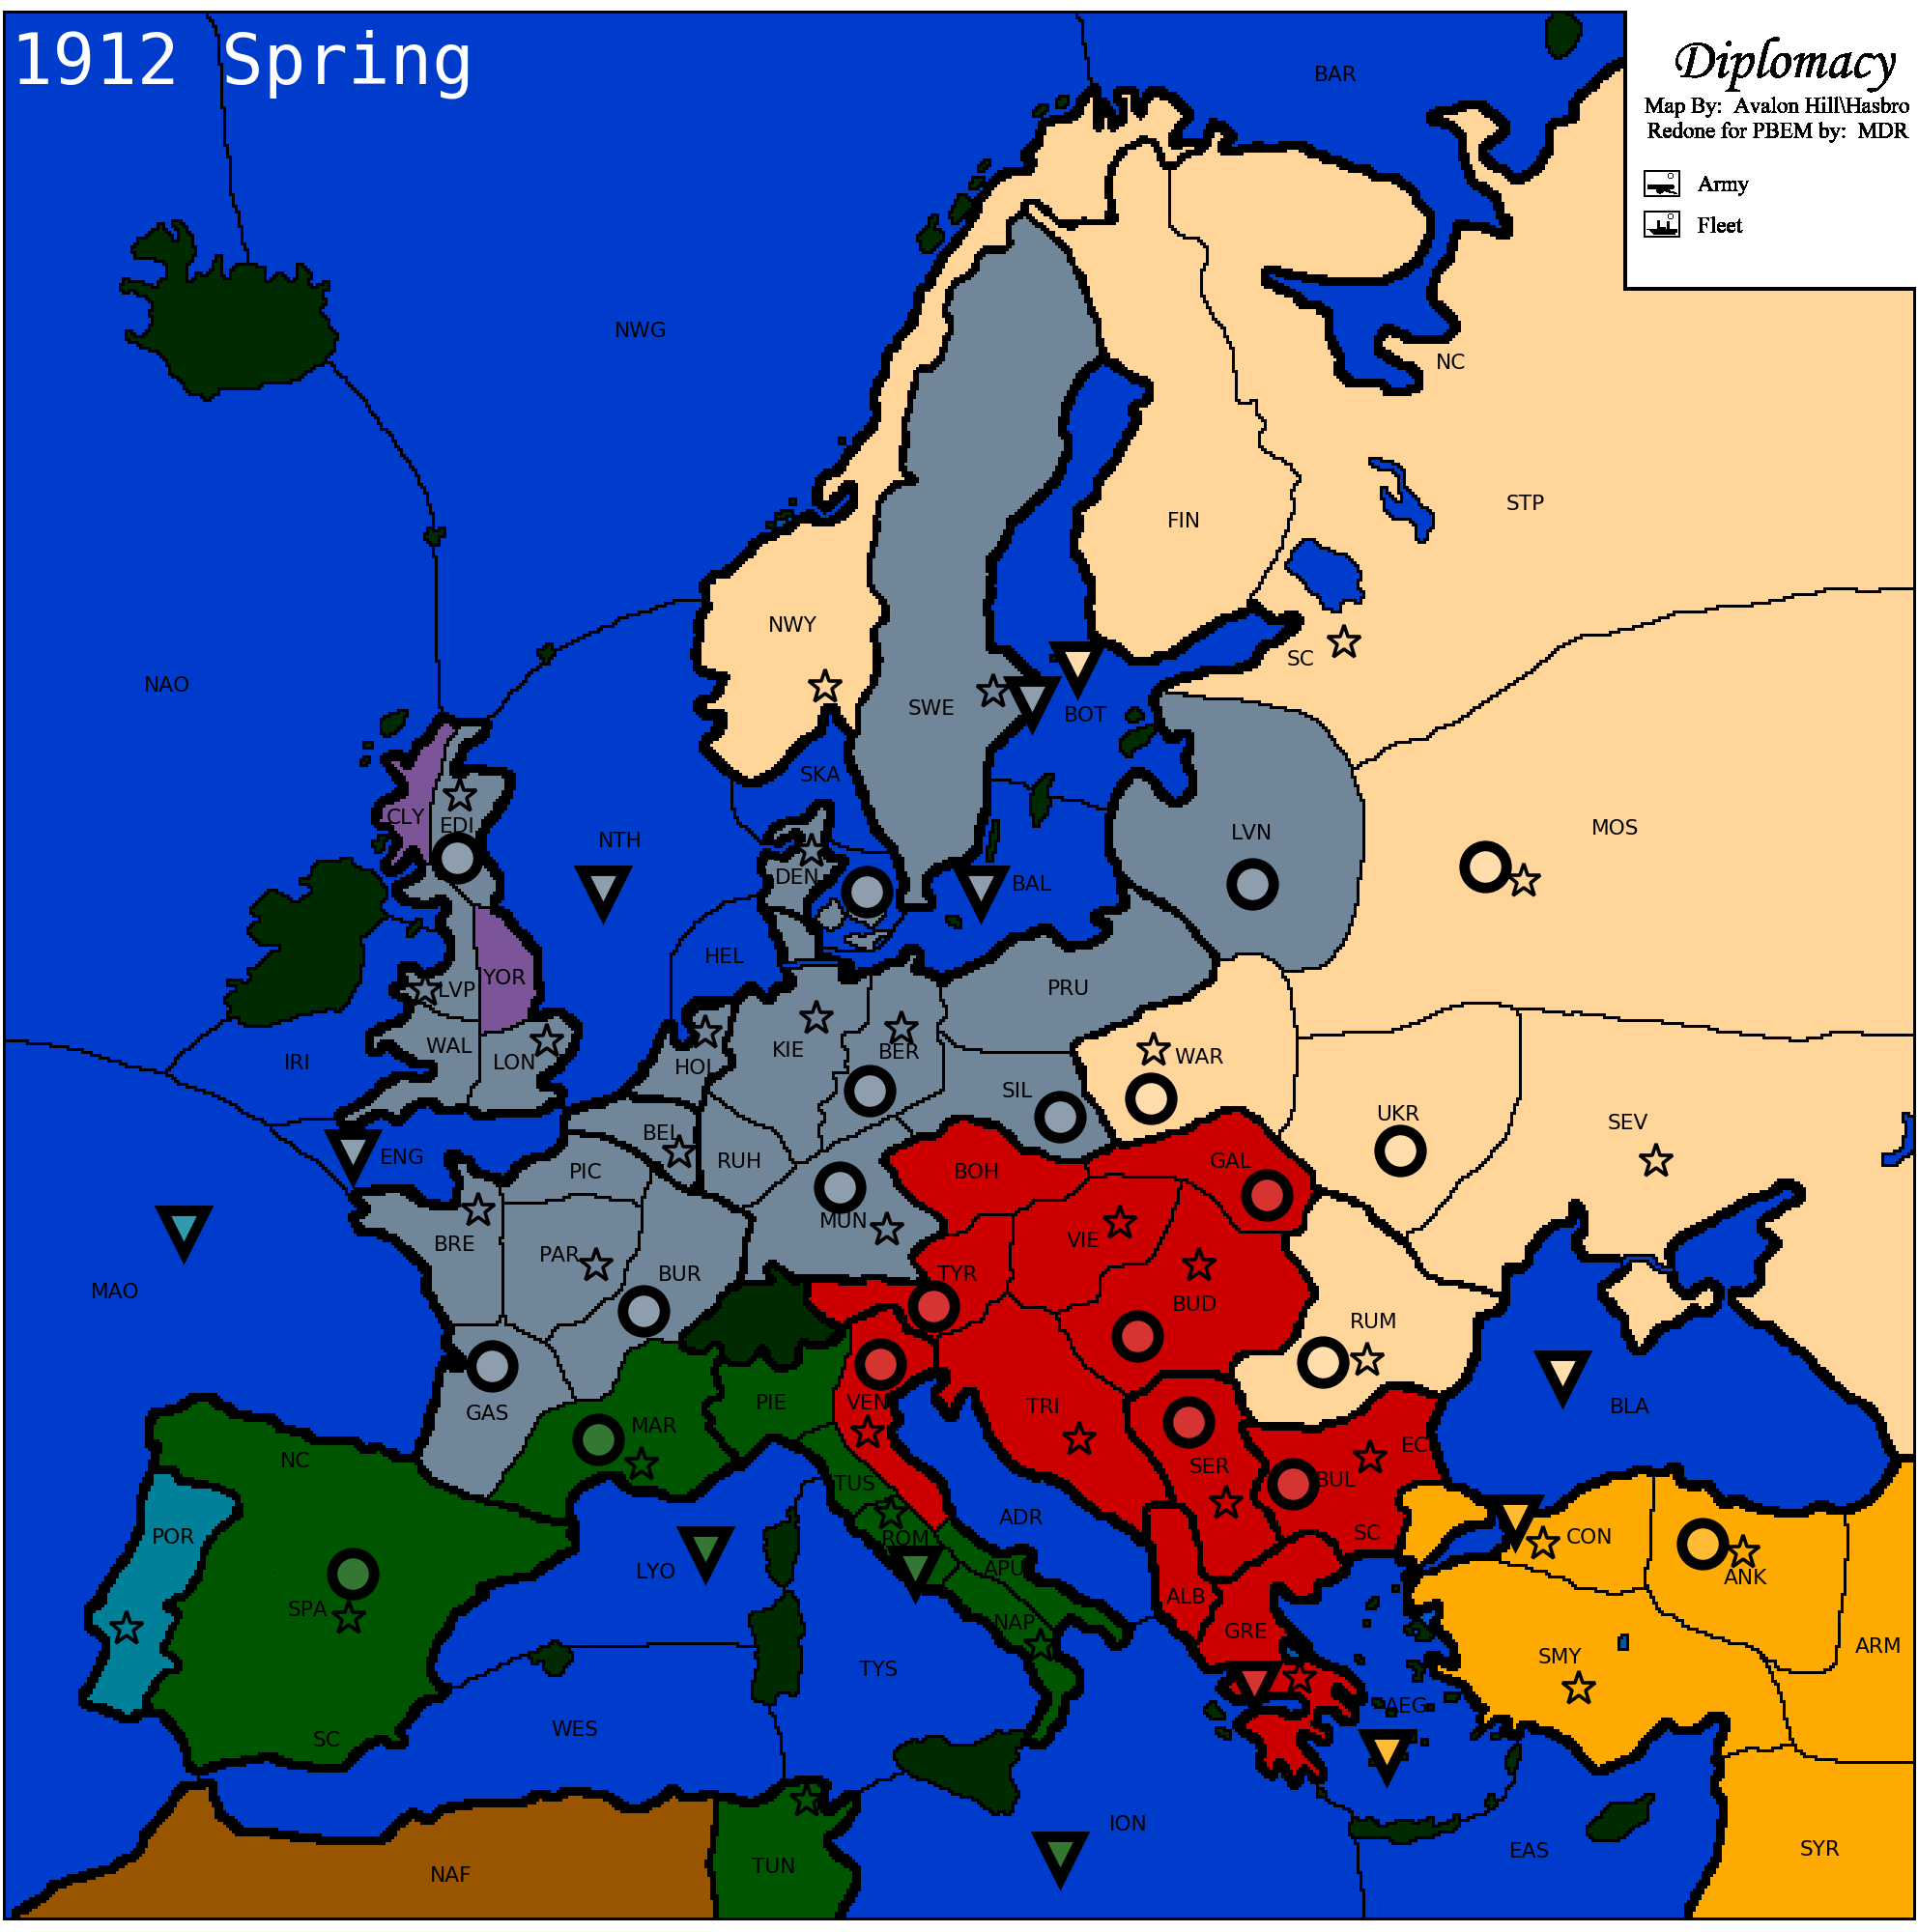 1912 Spring
Diplomacy
Map By: Avalon Hill\Hasbro
Redone for PBEM by: MDR
Army
Fleet
BAR
NWG
NC
STP
FIN
NWY
SC
NAO
SWE
BOT
SKA
CLY
EDI
NTH
LVN
MOS
DEN
BAL
HEL
YOR
LVP
PRU
WAL
LON
IRI
HOL
KIE
BER
WAR
SIL
UKR
SEV
ENG
BEL
PIC
RUH
BOH
GAL
MUN
MAO
BRE
PAR
BUR
VIE
TYR
BUD
RUM
GAS
MAR
PIE
VEN
TRI
BLA
NC
TUS
SER
EC
BUL
POR
ROM
ADR
SC
CON
LYO
APU
ANK
SPA
NAP
ALB
GRE
TYS
SMY
ARM
AEG
WES
SC
ION
EAS
SYR
NAF
TUN